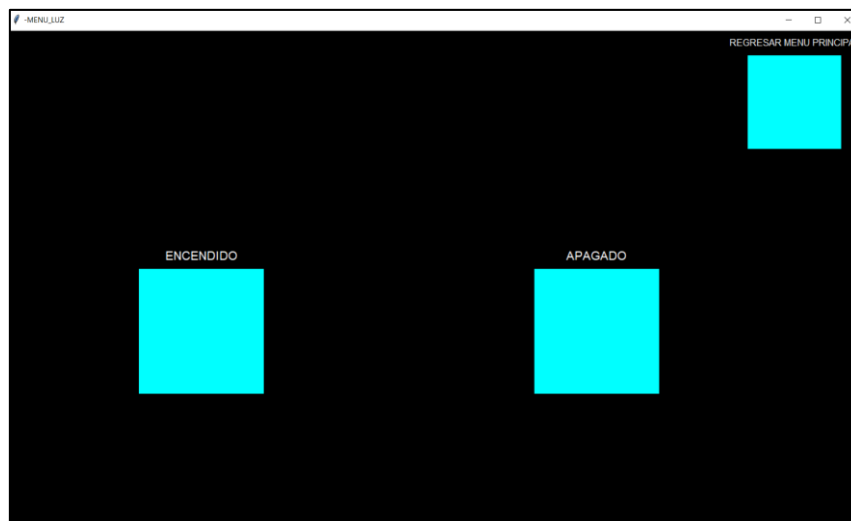 -MENU_LUZ
REGRESAR MENU PRINCIPA
ENCENDIDO
APAGADO